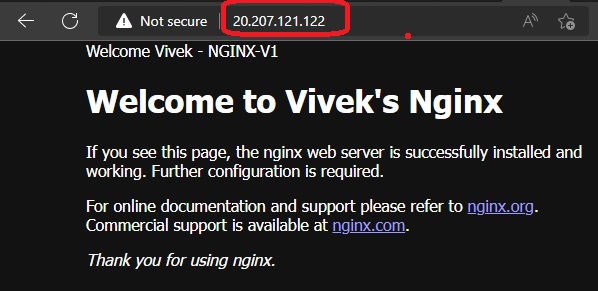 Not secure 20.207.121.122
Welcome Vivek - NGINX-V1
Welcome to Vivek's Nginx
If you see this page, the nginx web server is successfully installed and
working. Further configuration is required.
For online documentation and support please refer to nginx.org.
Commercial support is available at nginx.com.
Thank you for using nginx.